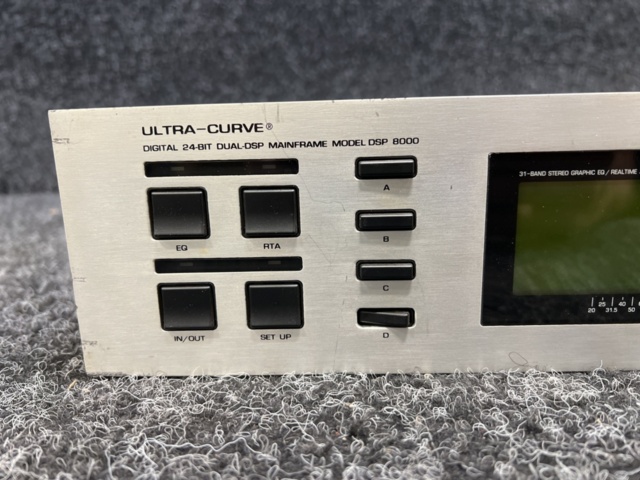 ULTRA-CURVE®
DIGITAL 24-BIT DUAL-DSP MAINFRAME MODEL DSP 8000
A
31-BAND STEREO GRAPHIC EQ / REALTIME
EQ
RTA
B
C
25 40
20 31.5 50
IN/OUT
SET UP
D